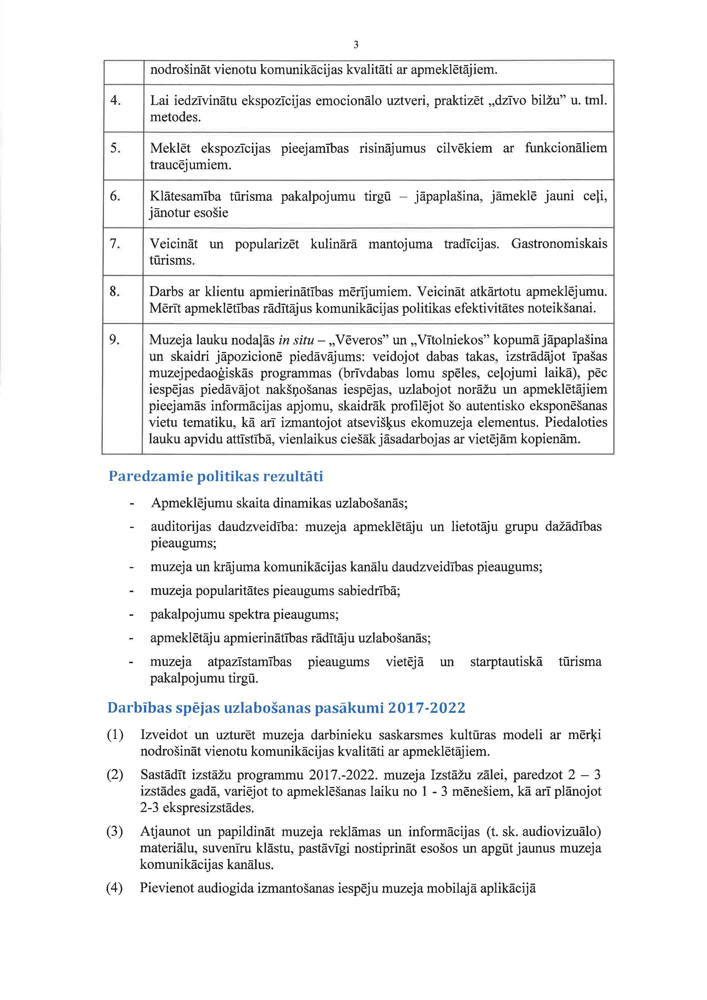 3
nodrošināt vienotu komunikācijas kvalitāti ar apmeklētājiem.
4. Lai iedzīvinātu ekspozīcijas emocionālo uztveri, praktizēt „dzīvo bilžu” u. tml.
metodes.
5. Meklēt ekspozīcijas pieejamības risinājumus cilvēkiem ar funkcionāliem
traucējumiem.
6. Klātesamība tūrisma pakalpojumu tirgū – jāpaplašina, jāmeklē jauni ceļi,
jānotur esošie
7. Veicināt un popularizēt kulinārā mantojuma tradīcijas. Gastronomiskais
tūrisms.
8. Darbs ar klientu apmierinātības mērījumiem. Veicināt atkārtotu apmeklējumu.
Mērīt apmeklētības rādītājus komunikācijas politikas efektivitātes noteikšanai.
9. Muzeja lauku nodaļās in situ – „Vēveros” un „Vītolniekos” kopumā jāpaplašina
un skaidri jāpozicionē piedāvājums: veidojot dabas takas, izstrādājot īpašas
muzejpedaoģiskās programmas (brīvdabas lomu spēles, ceļojumi laikā), pēc
iespējas piedāvājot nakšņošanas iespējas, uzlabojot norāžu un apmeklētājiem
pieejamās informācijas apjomu, skaidrāk profilējot šo autentisko eksponēšanas
vietu tematiku, kā arī izmantojot atsevišķus ekomuzeja elementus. Piedaloties
lauku apvidu attīstībā, vienlaikus ciešāk jāsadarbojas ar vietējām kopienām.
Paredzamie politikas rezultāti
- Apmeklējumu skaita dinamikas uzlabošanās;
- auditorijas daudzveidība: muzeja apmeklētāju un lietotāju grupu dažādības
pieaugums;
- muzeja un krājuma komunikācijas kanālu daudzveidības pieaugums;
- muzeja popularitātes pieaugums sabiedrībā;
- pakalpojumu spektra pieaugums;
- apmeklētāju apmierinātības rādītāju uzlabošanās;
- muzeja atpazīstamības pieaugums vietējā un starptautiskā tūrisma
pakalpojumu tirgū.
Darbības spējas uzlabošanas pasākumi 2017-2022
(1) Izveidot un uzturēt muzeja darbinieku saskarsmes kultūras modeli ar mērķi
nodrošināt vienotu komunikācijas kvalitāti ar apmeklētājiem.
(2) Sastādīt izstāžu programmu 2017.-2022. muzeja Izstāžu zālei, paredzot 2 – 3
izstādes gadā, variējot to apmeklēšanas laiku no 1 - 3 mēnešiem, kā arī plānojot
2-3 ekspresizstādes.
(3) Atjaunot un papildināt muzeja reklāmas un informācijas (t. sk. audiovizuālo)
materiālu, suvenīru klāstu, pastāvīgi nostiprināt esošos un apgūt jaunus muzeja
komunikācijas kanālus.
(4) Pievienot audiogida izmantošanas iespēju muzeja mobilajā aplikācijā